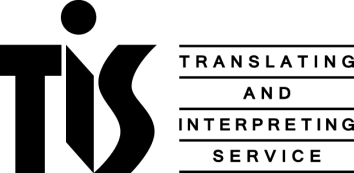 TiS
TRANSLATING
AND
INTERPRETING
SERVICE